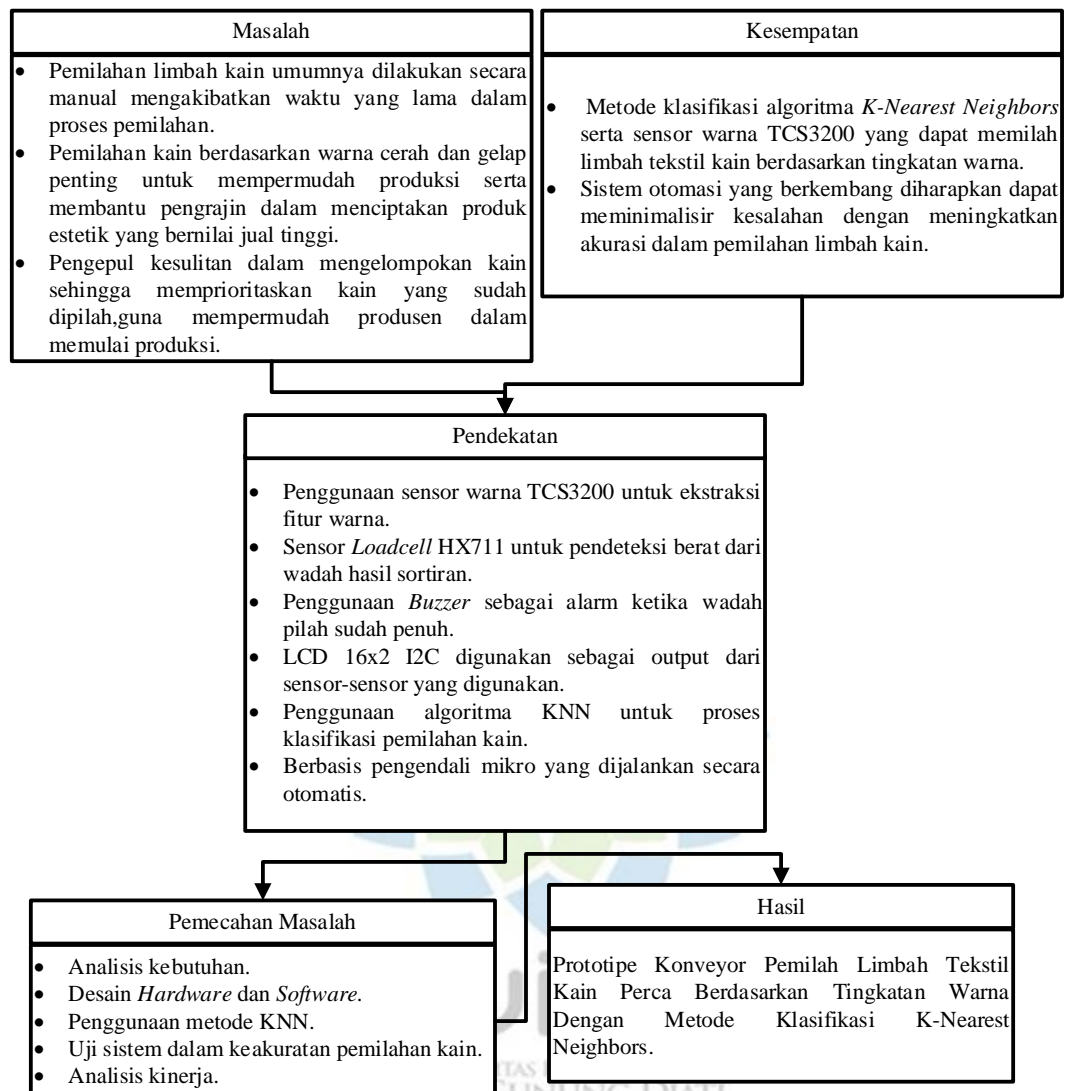 Masalah
• Pemilahan limbah kain umumnya dilakukan secara
manual mengakibatkan waktu yang lama dalam
proses pemilahan.
• Pemilahan kain berdasarkan warna cerah dan gelap
penting untuk mempermudah produksi serta
membantu pengrajin dalam menciptakan produk
estetik yang bernilai jual tinggi.
• Pengepul kesulitan dalam mengelompokan kain
sehingga memprioritaskan kain yang sudah
dipilah,guna mempermudah produsen dalam
memulai produksi.
Kesempatan
• Metode klasifikasi algoritma K-Nearest Neighbors
serta sensor warna TCS3200 yang dapat memilah
limbah tekstil kain berdasarkan tingkatan warna.
• Sistem otomasi yang berkembang diharapkan dapat
meminimalisir kesalahan dengan meningkatkan
akurasi dalam pemilahan limbah kain.
Pendekatan
• Penggunaan sensor warna TCS3200 untuk ekstraksi
fitur warna.
• Sensor Loadcell HX711 untuk pendeteksi berat dari
wadah hasil sortiran.
• Penggunaan Buzzer sebagai alarm ketika wadah
pilah sudah penuh.
• LCD 16x2 I2C digunakan sebagai output dari
sensor-sensor yang digunakan.
• Penggunaan algoritma KNN untuk proses
klasifikasi pemilahan kain.
• Berbasis pengendali mikro yang dijalankan secara
otomatis.
Pemecahan Masalah
• Analisis kebutuhan.
• Desain Hardware dan Software.
• Penggunaan metode KNN.
• Uji sistem dalam keakuratan pemilahan kain.
• Analisis kinerja.
Hasil
Prototipe Konveyor Pemilah Limbah Tekstil
Kain Perca Berdasarkan Tingkatan Warna
Dengan Metode Klasifikasi K-Nearest
Neighbors.